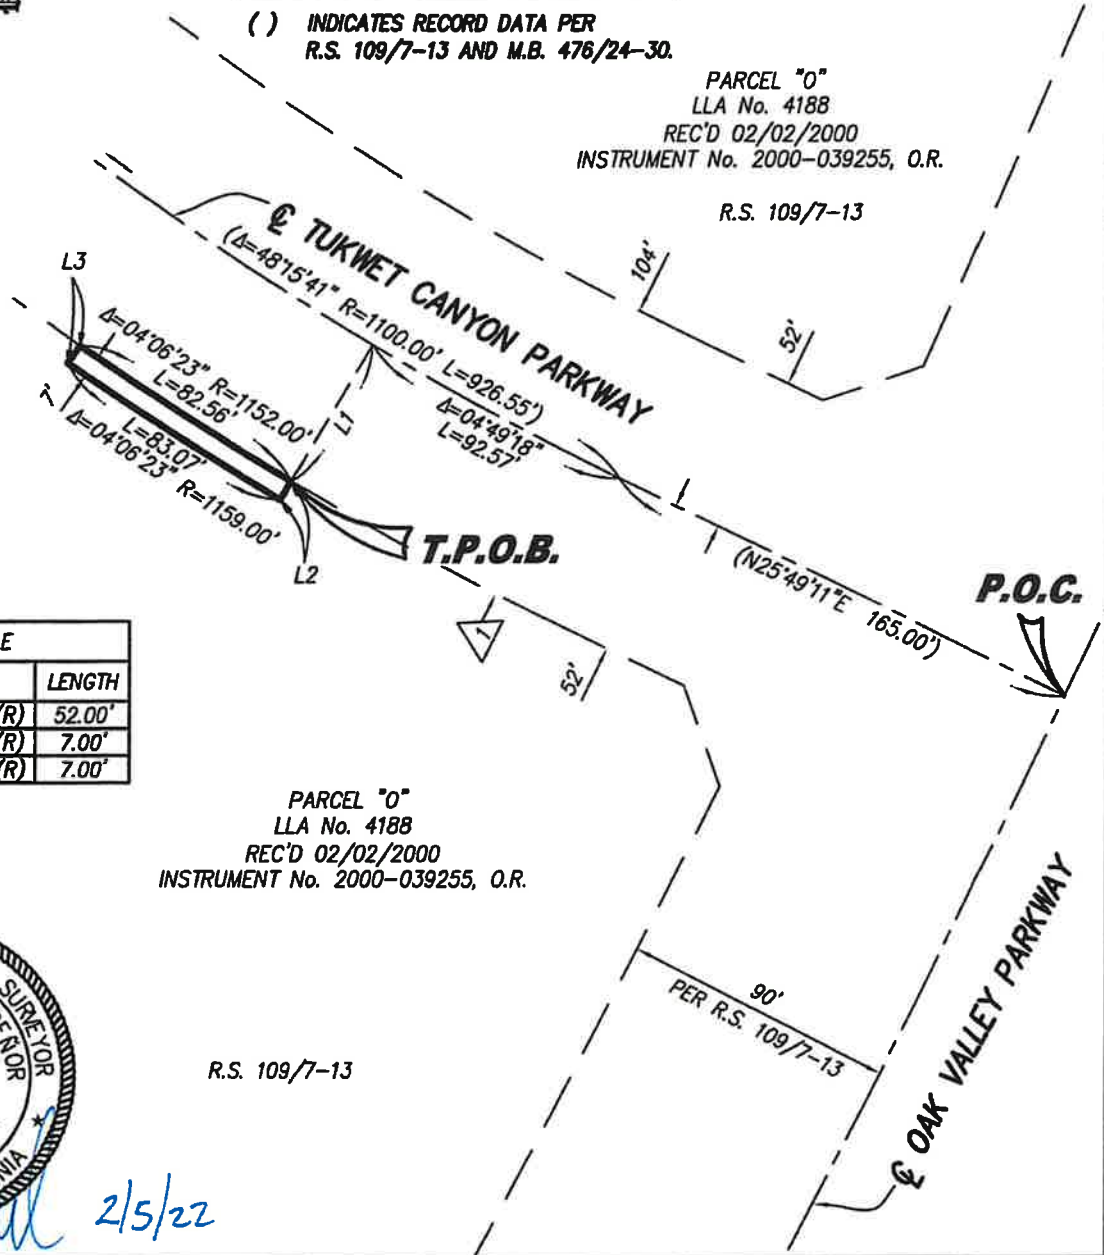 ( ) INDICATES RECORD DATA PER
R.S. 109/7-13 AND M.B. 476/24-30.
PARCEL "O"
LLA No. 4188
REC'D 02/02/2000
INSTRUMENT No. 2000-039255, O.R.
R.S. 109/7-13
℄ TUKWET CANYON PARKWAY
(Δ=48°15'41" R=1100.00' L=926.55')
Δ=04°49'18"
L=92.57'
104'
52'
L3
Δ=04°06'23" R=1152.00'
L=82.56'
L1
7'
L=83.07'
Δ=04°06'23" R=1159.00'
L2
T.P.O.B.
(N25°49'11"E 165.00')
P.O.C.
1
52'
E
LENGTH
(R) 52.00'
(R) 7.00'
(R) 7.00'
PARCEL "O"
LLA No. 4188
REC'D 02/02/2000
INSTRUMENT No. 2000-039255, O.R.
90'
PER R.S. 109/7-13
℄ OAK VALLEY PARKWAY
R.S. 109/7-13
SURVEYOR
2/5/22